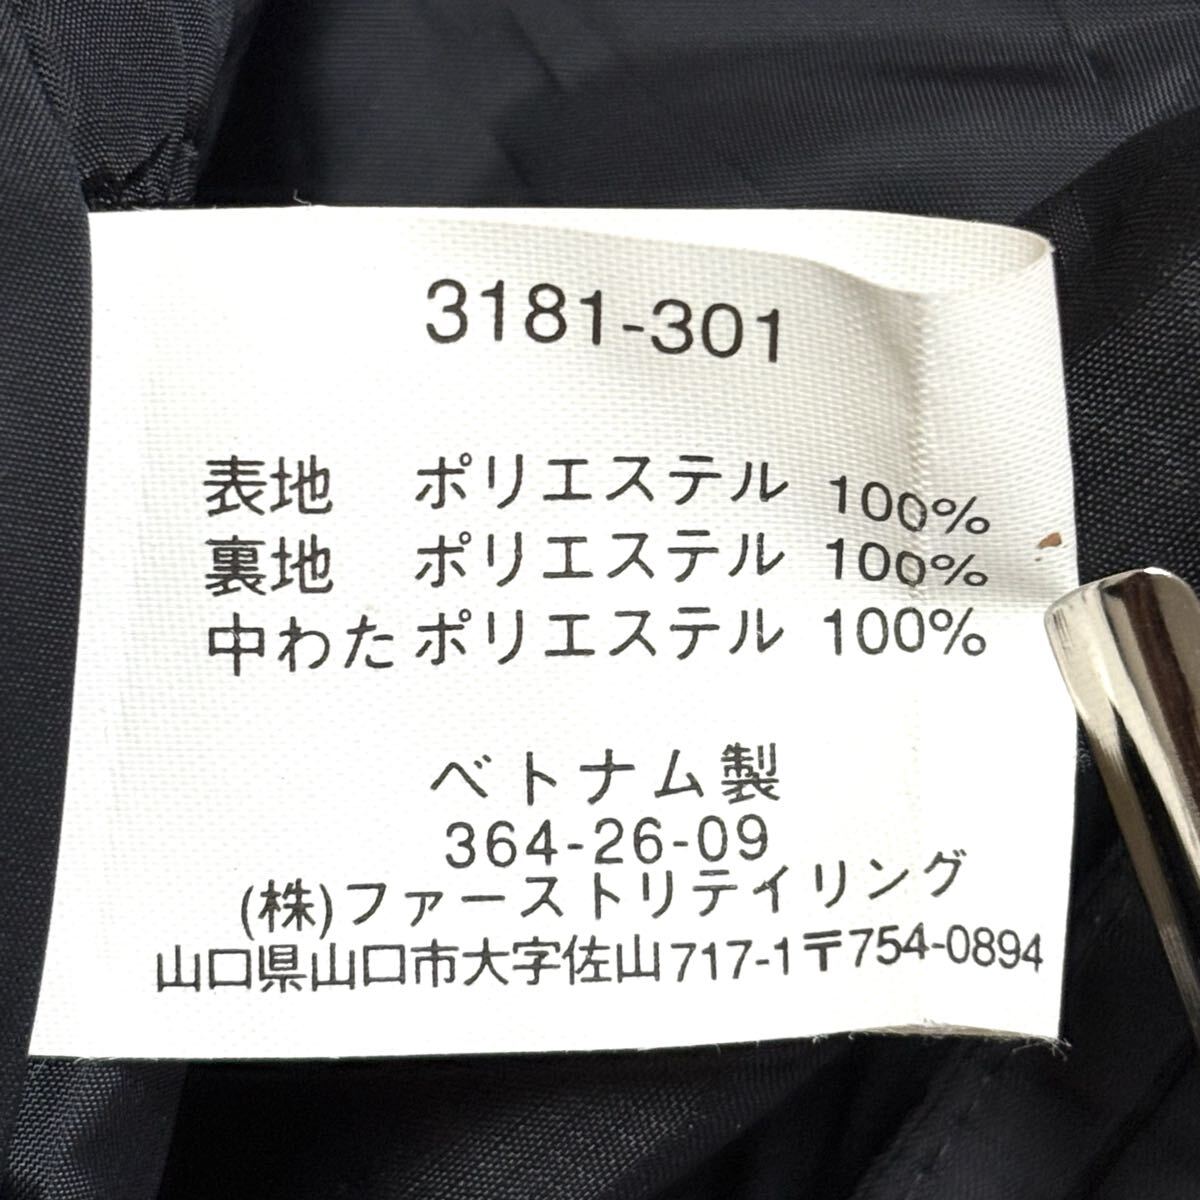 3181-301
表地 ポリエステル 100%
裏地 ポリエステル 100%
中わた ポリエステル 100%
ベトナム製
364-26-09
(株)ファーストリテイリング
山口県山口市大字佐山717-1〒754-0894